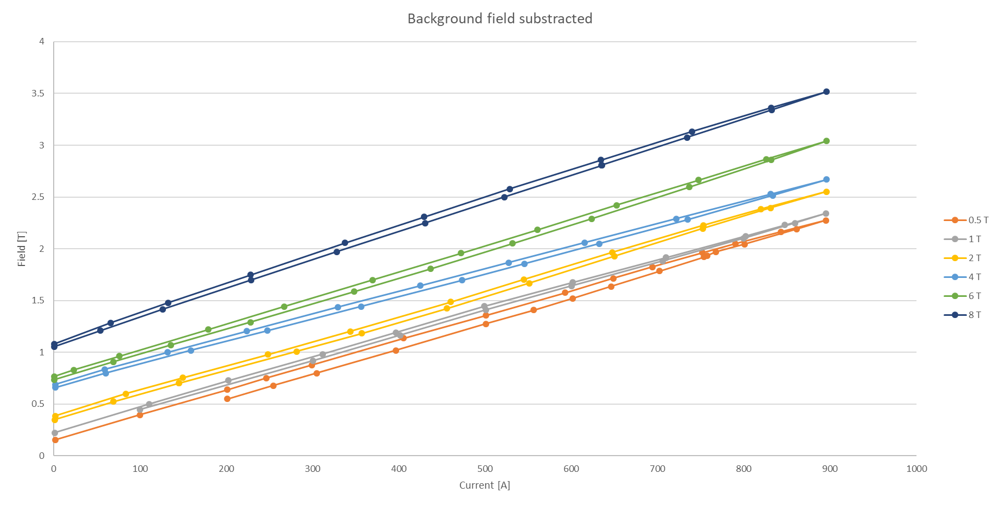 Background field substracted
4
3.5
3
2.5
2
1.5
1
0.5
0
Field [T]
0 100 200 300 400 500 600 700 800 900 1000
Current [A]
0.5 T
1 T
2 T
4 T
6 T
8 T